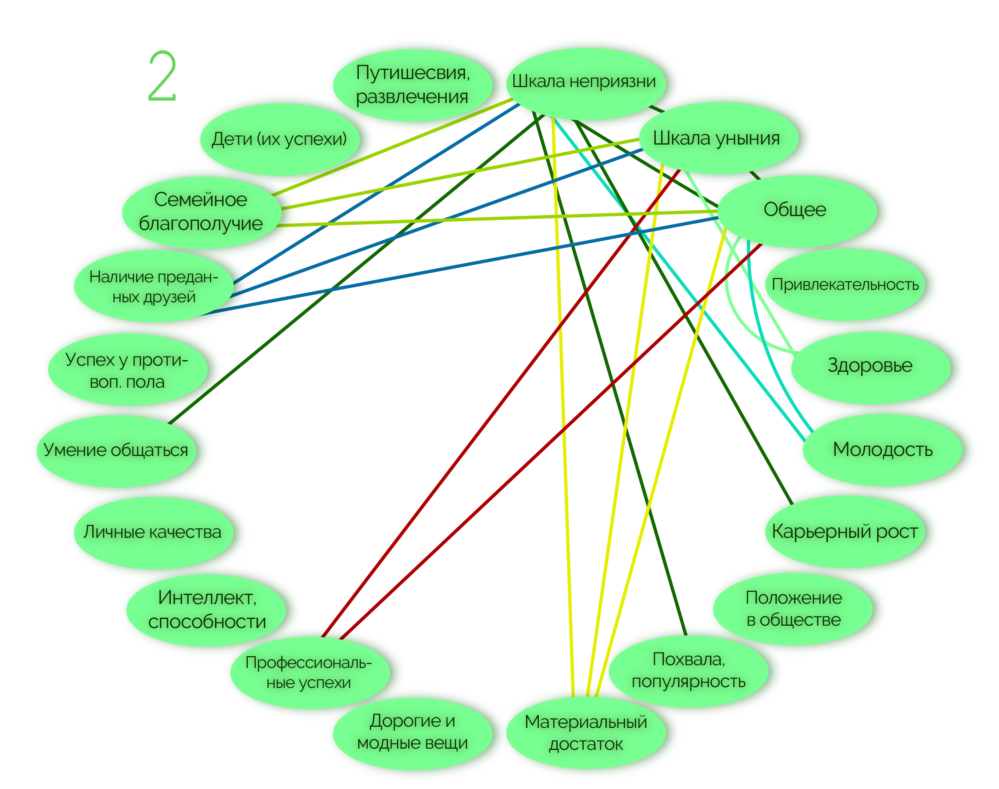 2
Путишесвия,
развлечения
Шкала неприязни
Шкала уныния
Общее
Привлекательность
Здоровье
Молодость
Карьерный рост
Положение
в обществе
Похвала,
популярность
Материальный
достаток
Дорогие и
модные вещи
Профессиональ-
ные успехи
Интеллект,
способности
Личные качества
Умение общаться
Успех у проти-
воп. пола
Наличие предан-
ных друзей
Семейное
благополучие
Дети (их успехи)